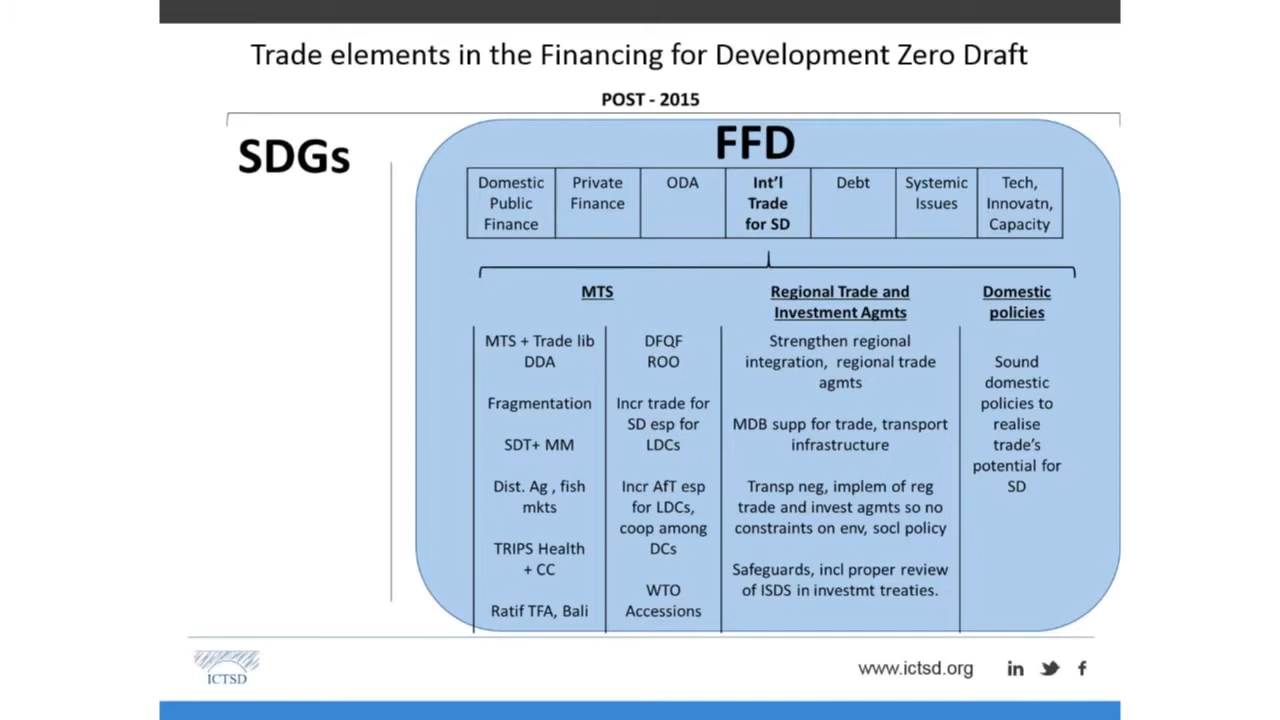 Trade elements in the Financing for Development Zero Draft
POST - 2015
SDGs
FFD
Domestic
Public
Finance
Private
Finance
ODA
Int'l
Trade
for SD
Debt
Systemic
Issues
Tech,
Innovatn,
Capacity
MTS
MTS + Trade lib
DDA
Fragmentation
SDT+ MM
Dist. Ag , fish
mkts
TRIPS Health
+ CC
Ratif TFA, Bali
DFQF
ROO
Incr trade for
SD esp for
LDCs
Incr AfT esp
for LDCs,
coop among
DCs
WTO
Accessions
Regional Trade and
Investment Agmts
Strengthen regional
integration, regional trade
agmts
MDB supp for trade, transport
infrastructure
Transp neg, implem of reg
trade and invest agmts so no
constraints on env, socl policy
Safeguards, incl proper review
of ISDS in investmt treaties.
Domestic
policies
Sound
domestic
policies to
realise
trade's
potential for
SD
ICTSD
www.ictsd.org